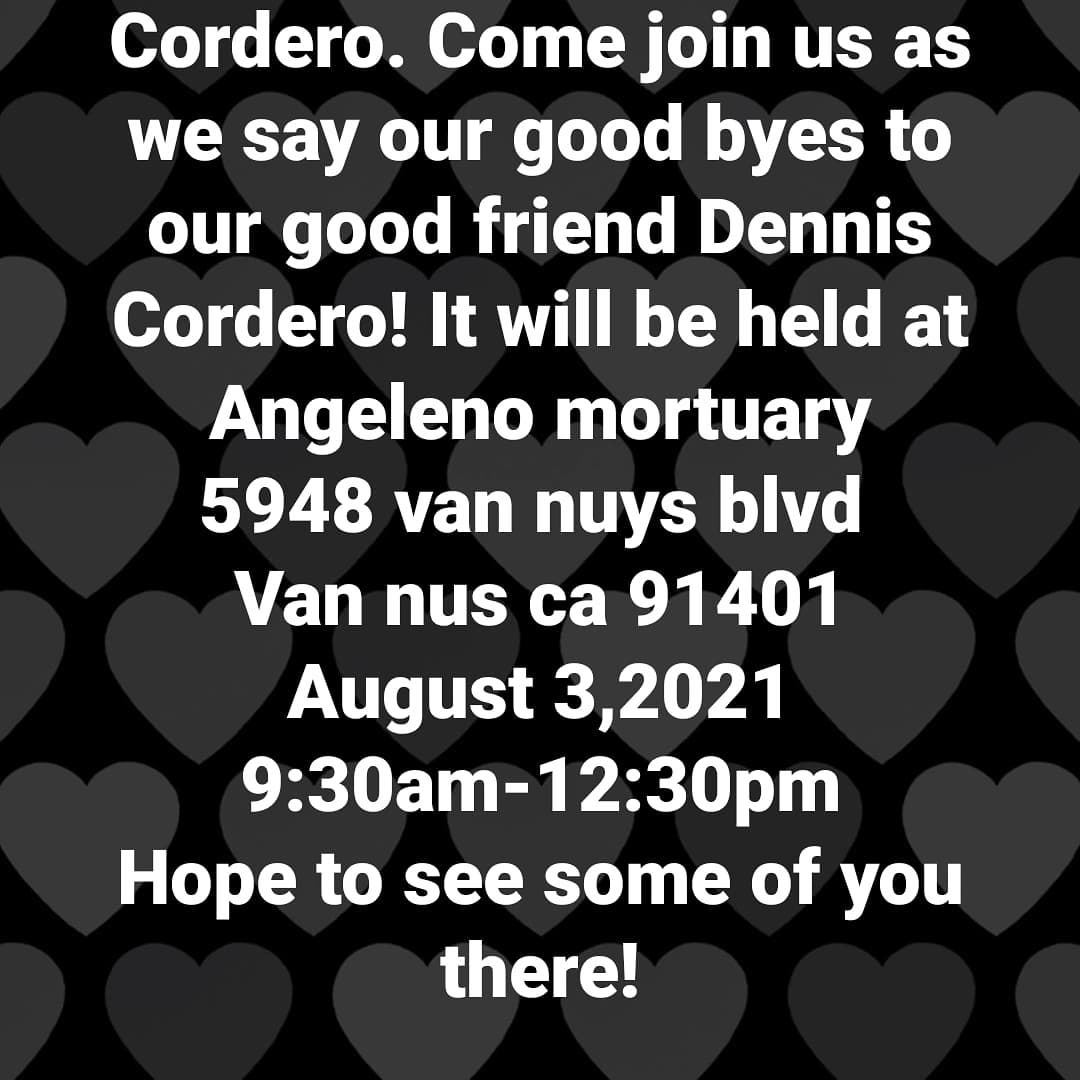 Cordero. Come join us as
we say our good byes to
our good friend Dennis
Cordero! It will be held at
Angeleno mortuary
5948 van nuys blvd
Van nus ca 91401
August 3,2021
9:30am-12:30pm
Hope to see some of you
there!